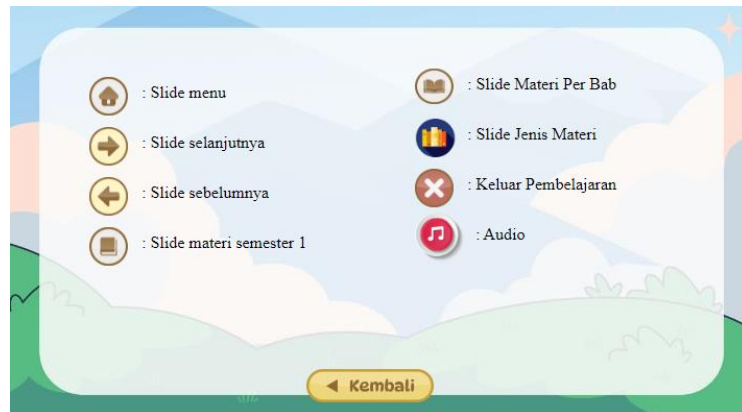 : Slide menu
: Slide selanjutnya
: Slide sebelumnya
: Slide materi semester 1
: Slide Materi Per Bab
: Slide Jenis Materi
: Keluar Pembelajaran
: Audio
Kembali